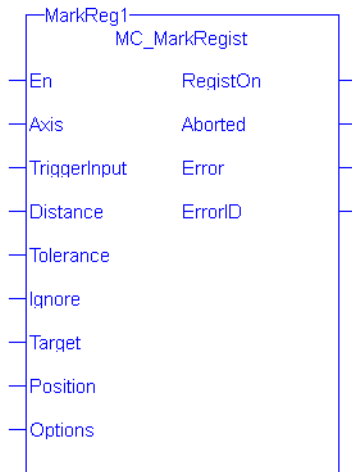 MarkReg1
MC_MarkRegist
En RegistOn
Axis Aborted
TriggerInput Error
Distance ErrorID
Tolerance
Ignore
Target
Position
Options